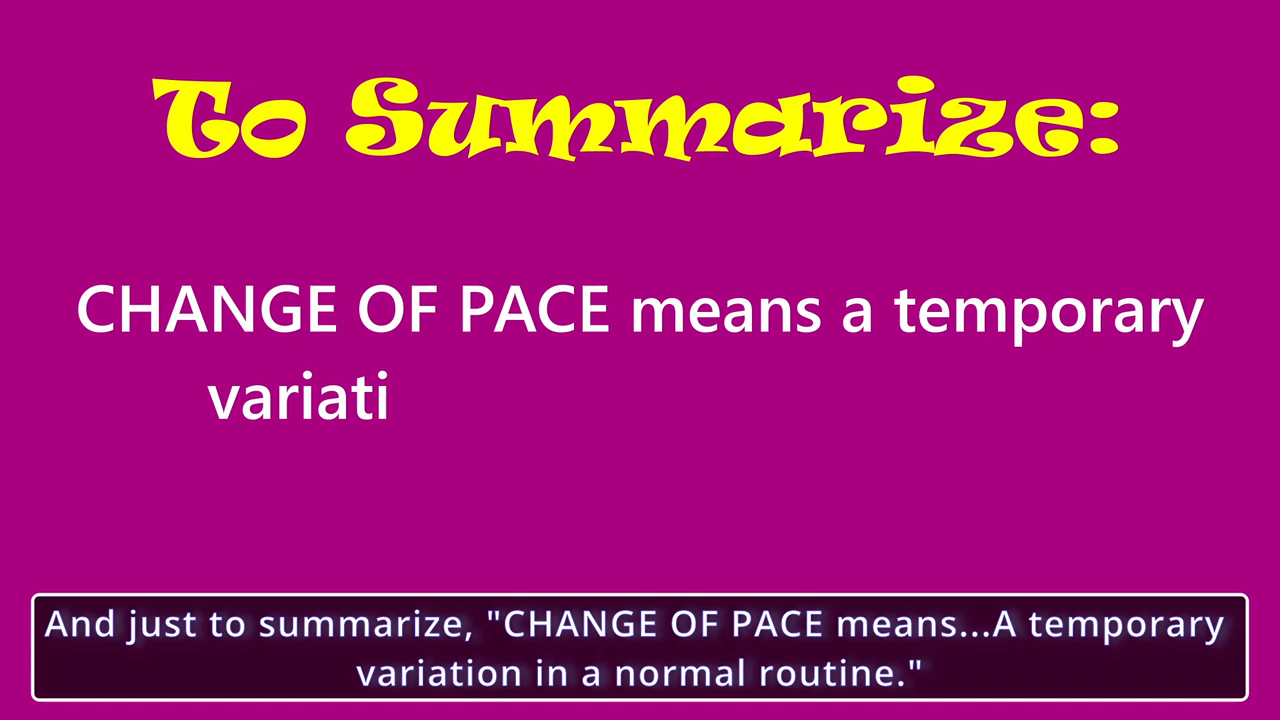 To Summarize:
CHANGE OF PACE means a temporary
variati
And just to summarize, "CHANGE OF PACE means...A temporary
variation in a normal routine."